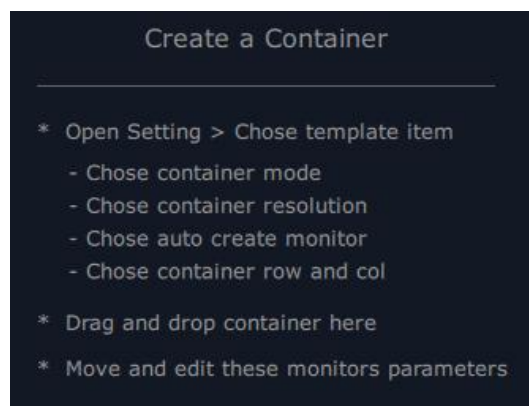 Create a Container
* Open Setting > Chose template item
- Chose container mode
- Chose container resolution
- Chose auto create monitor
- Chose container row and col
* Drag and drop container here
* Move and edit these monitors parameters